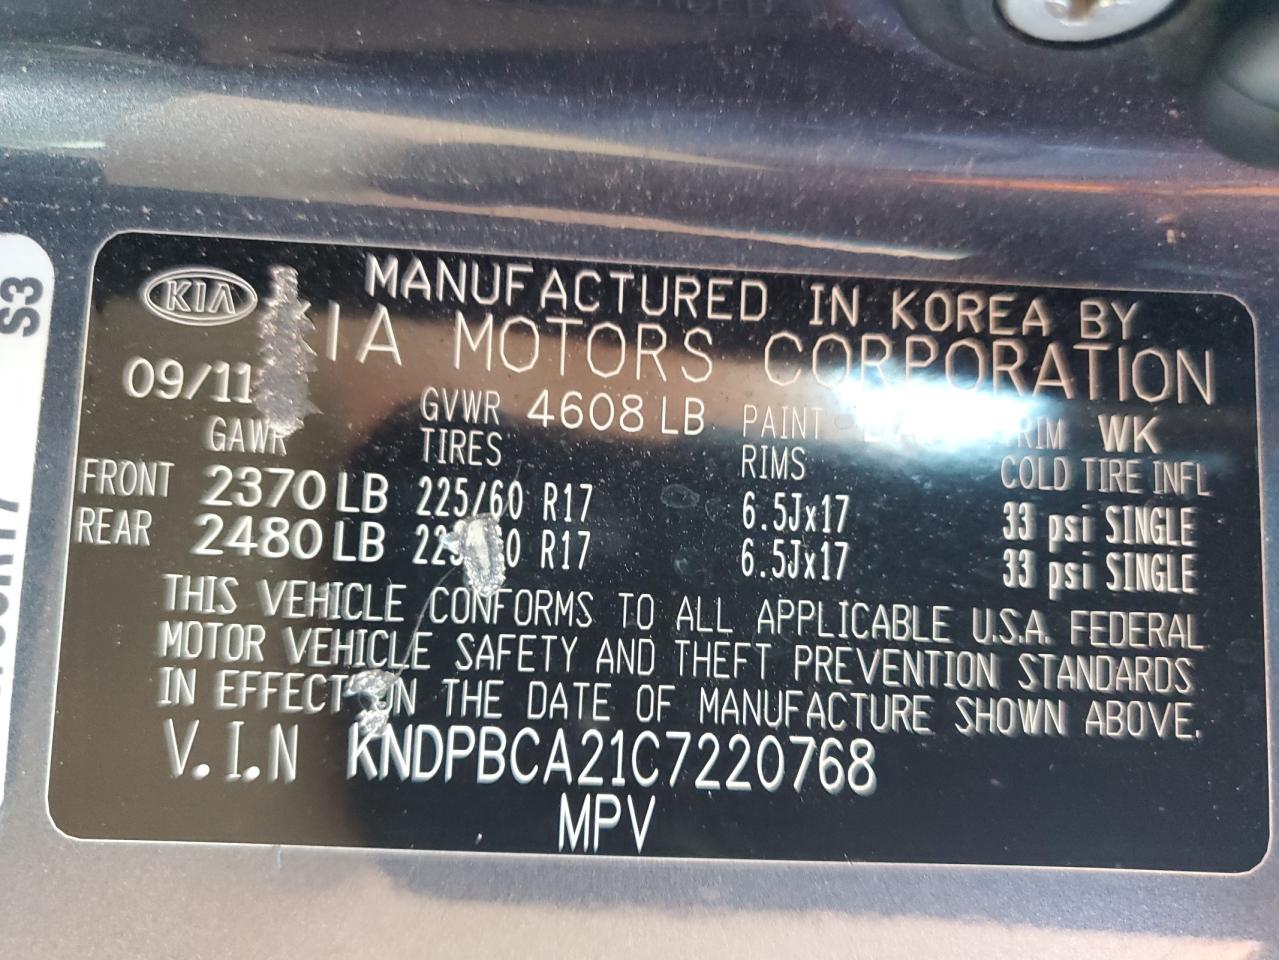 S3
KIA
MANUFACTURED IN KOREA BY
KIA MOTORS CORPORATION
09/11
GVWR 4608 LB PAINT TRIM WK
GAWR TIRES RIMS COLD TIRE INFL
FRONT 2370 LB 225/60 R17 6.5Jx17 33 psi SINGLE
REAR 2480 LB R17 6.5Jx17 33 psi SINGLE
THIS VEHICLE CONFORMS TO ALL APPLICABLE U.S.A. FEDERAL
MOTOR VEHICLE SAFETY AND THEFT PREVENTION STANDARDS
IN EFFECT ON THE DATE OF MANUFACTURE SHOWN ABOVE.
V.I.N KNDPBCA21C7220768
MPV